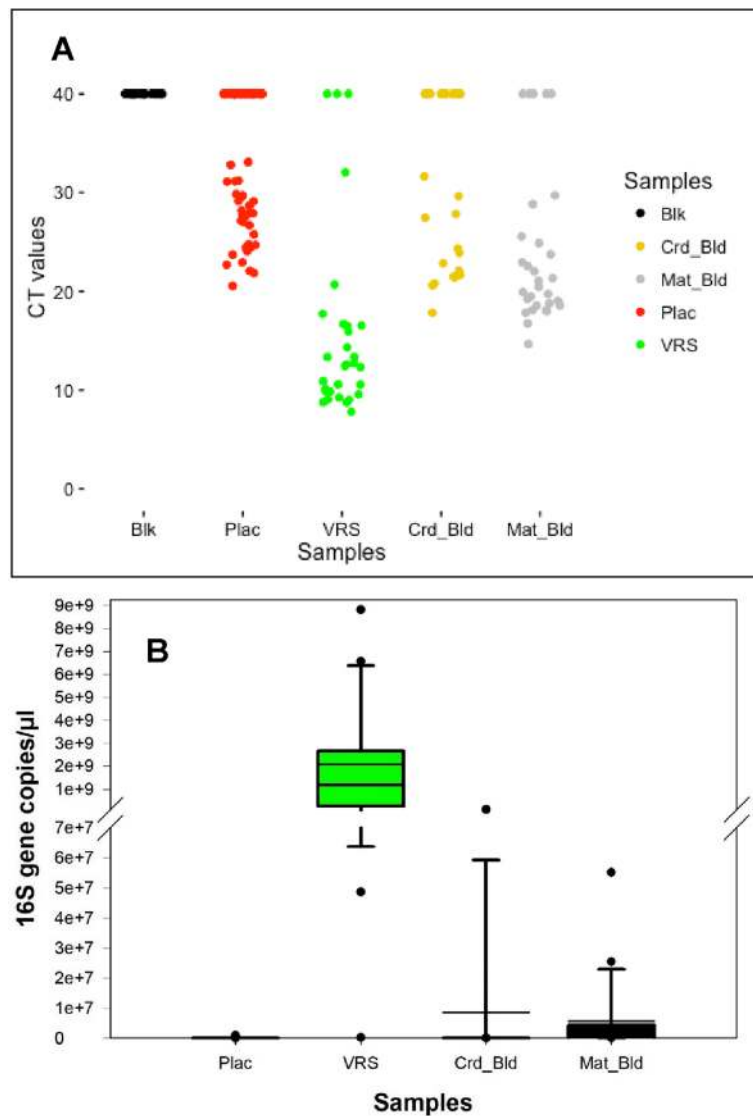 A
40
30
20
10
0
CT values
Blk Plac VRS Crd_Bld Mat_Bld
Samples
Samples
Blk
Crd_Bld
Mat_Bld
Plac
VRS
B
9e+9
8e+9
7e+9
6e+9
5e+9
4e+9
3e+9
2e+9
1e+9
7e+7
6e+7
5e+7
4e+7
3e+7
2e+7
1e+7
0
16S gene copies/µl
Plac VRS Crd_Bld Mat_Bld
Samples